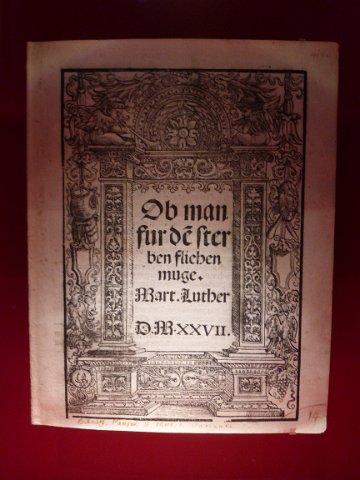 Ob man
fur dē ster
ben fliehen
muge.
Mart. Luther
D.M.XXVII.